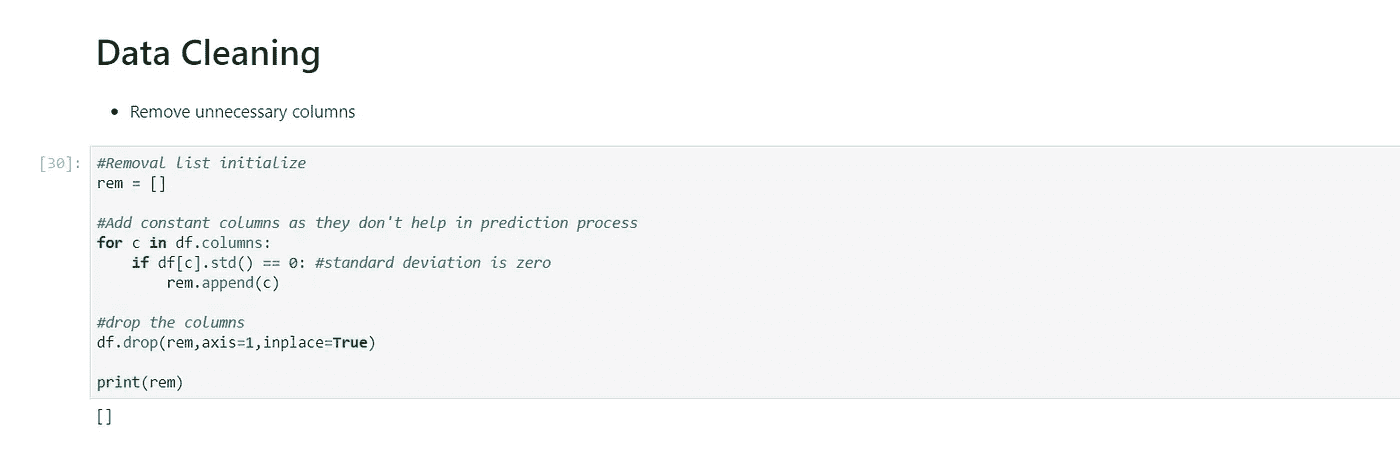 Data Cleaning
• Remove unnecessary columns
[30]:
#Removal list initialize
rem = []
#Add constant columns as they don't help in prediction process
for c in df.columns:
    if df[c].std() == 0: #standard deviation is zero
        rem.append(c)
#drop the columns
df.drop(rem,axis=1,inplace=True)
print(rem)
[]